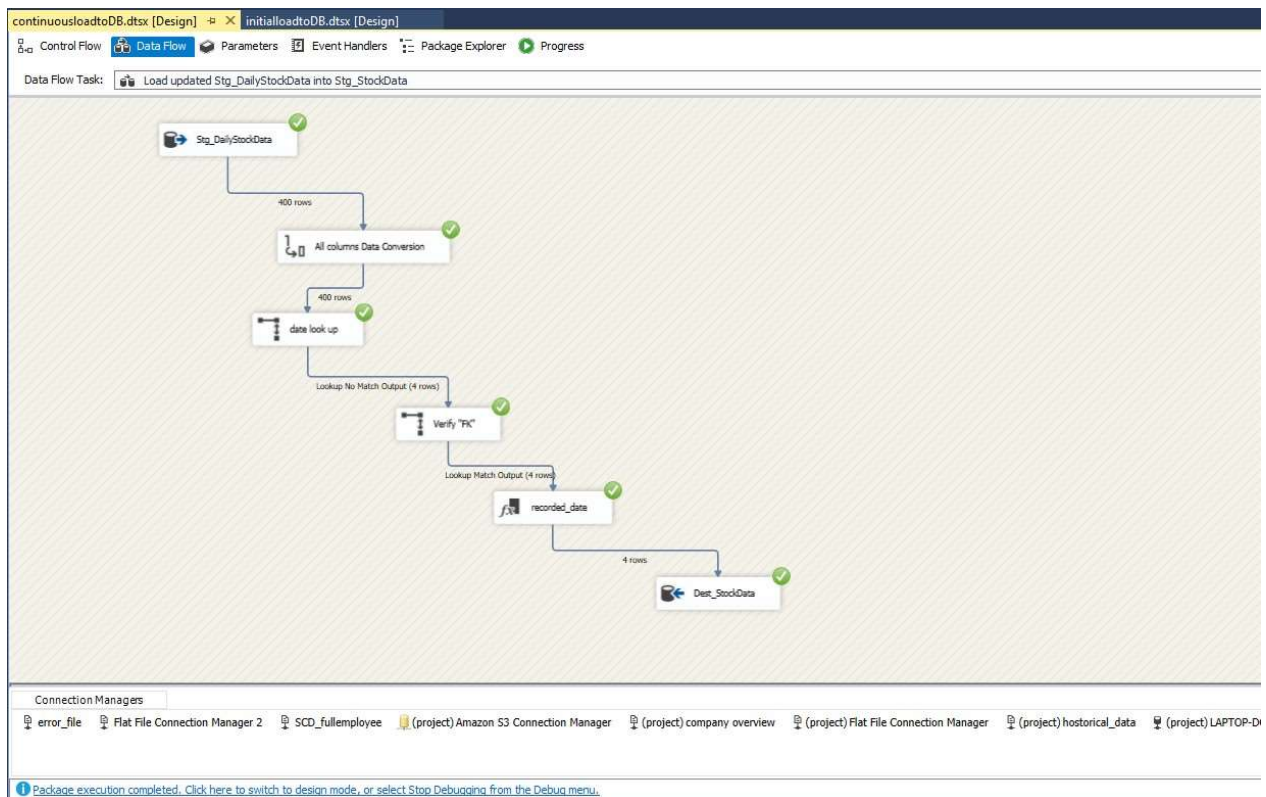 continuousloadtoDB.dtsx [Design] initialloadtoDB.dtsx [Design]
Control Flow Data Flow Parameters Event Handlers Package Explorer Progress
Data Flow Task: Load updated Stg_DailyStockData into Stg_StockData
Stg_DailyStockData
400 rows
All columns Data Conversion
400 rows
date look up
Lookup No Match Output (4 rows)
Verify "FK"
Lookup Match Output (4 rows)
fx recorded_date
4 rows
Dest_StockData
Connection Managers
error_file Flat File Connection Manager 2 SCD_fullemployee (project) Amazon S3 Connection Manager (project) company overview (project) Flat File Connection Manager (project) hostorical_data (project) LAPTOP-D
Package execution completed. Click here to switch to design mode, or select Stop Debugging from the Debug menu.